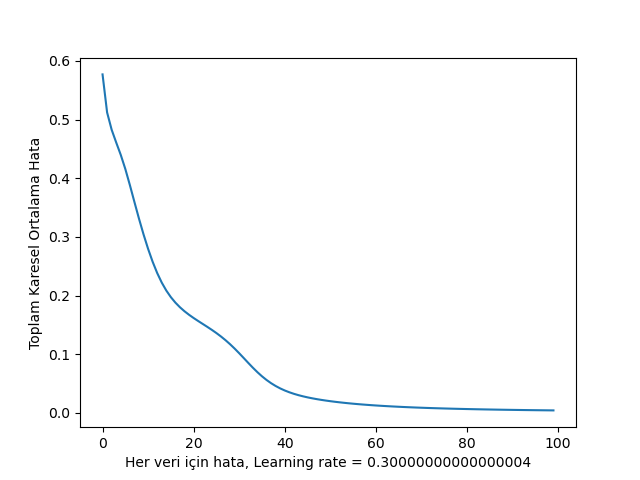 0.6
0.5
0.4
0.3
0.2
0.1
0.0
Toplam Karesel Ortalama Hata
0 20 40 60 80 100
Her veri için hata, Learning rate = 0.30000000000000004